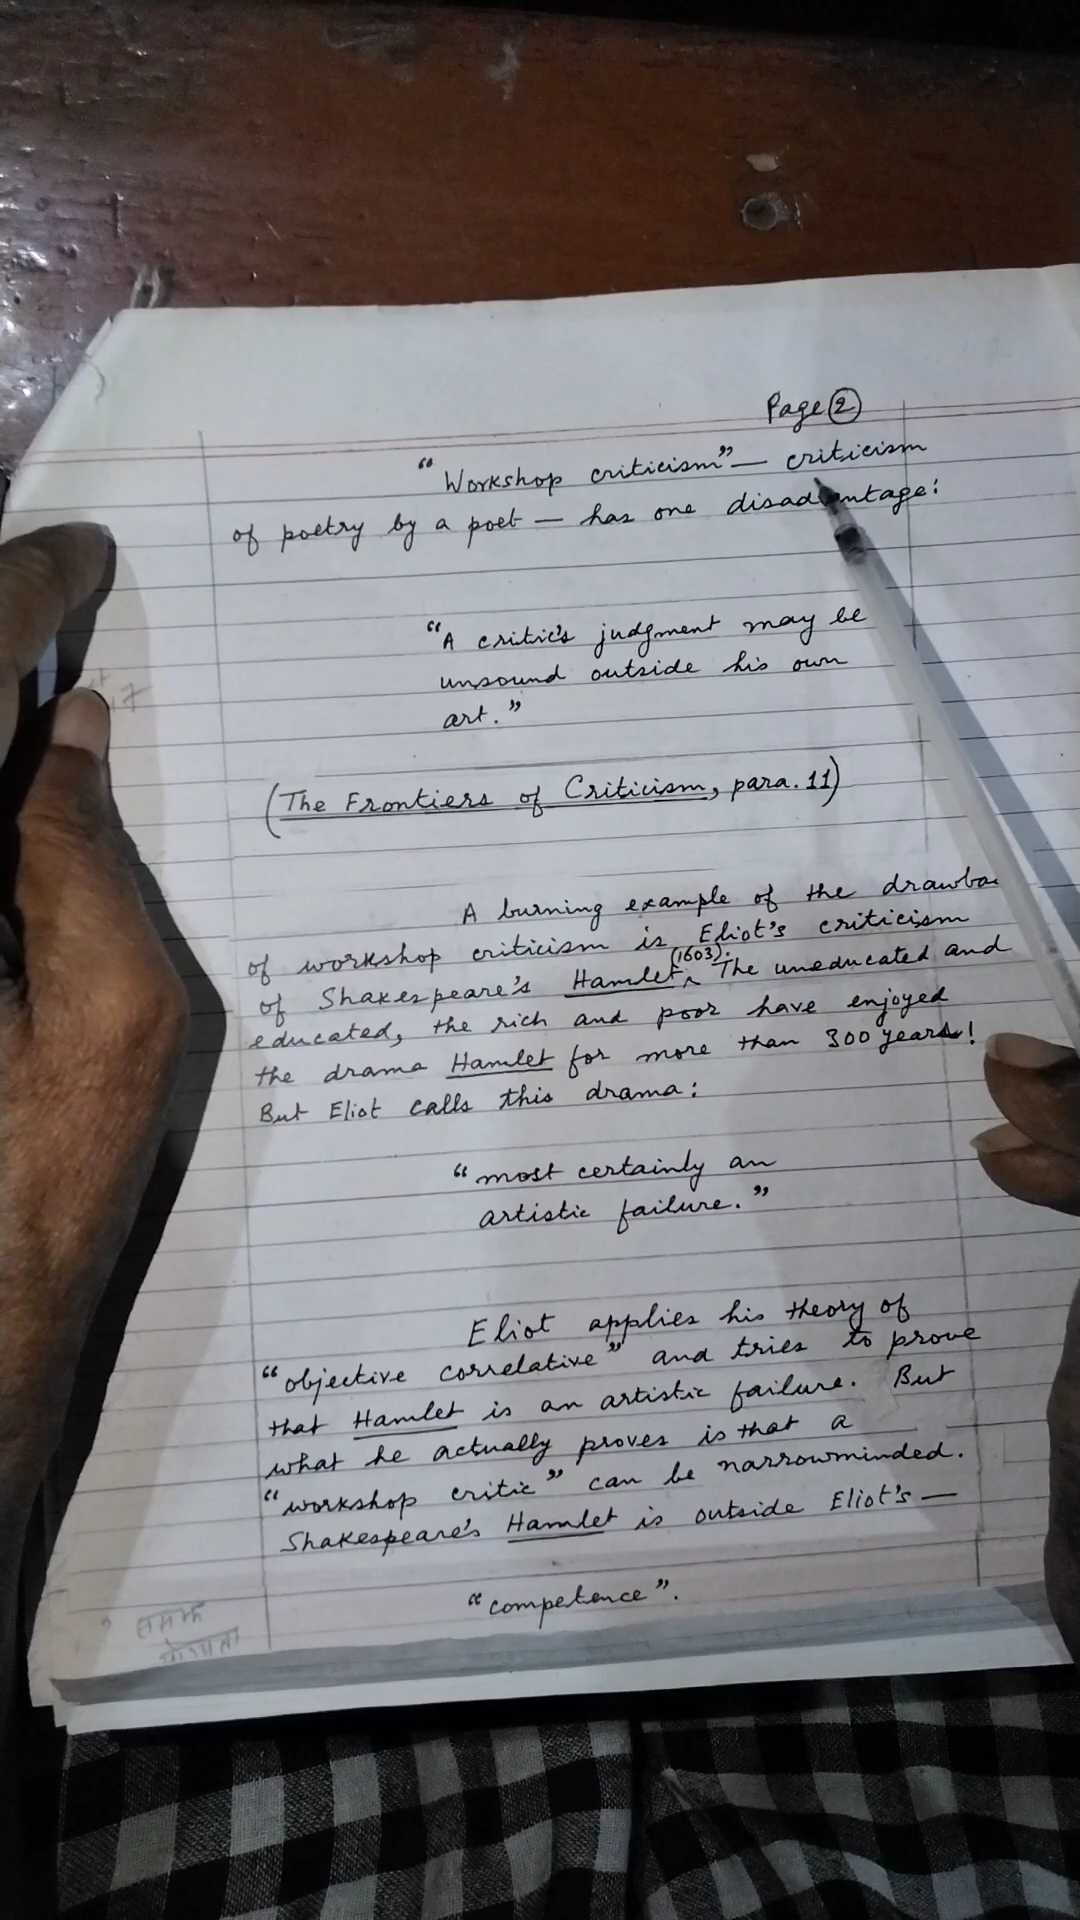 Page 2
"Workshop criticism" — criticism
of poetry by a poet — has one disadvantage:
"A critic's judgment may be
unsound outside his own
art."
(The Frontiers of Criticism, para. 11)
A burning example of the
of workshop criticism is Eliot's criticism
of Shakespeare's Hamlet (1603). The uneducated and
educated, the rich and poor have enjoyed
the drama Hamlet for more than 300 years!
But Eliot calls this drama:
"most certainly an
artistic failure."
Eliot applies his theory of
"objective correlative" and tries to prove
that Hamlet is an artistic failure. But
what he actually proves is that a
"workshop critic" can be narrowminded.
Shakespeare's Hamlet is outside Eliot's —
"competence".